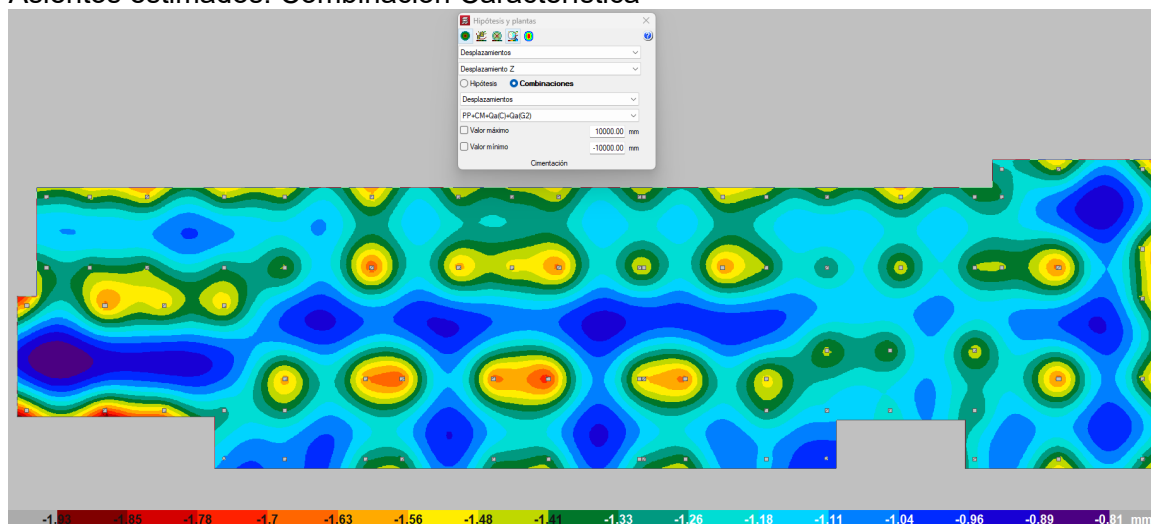 Asientos estimados. Combinación Característica
Hipótesis y plantas
Desplazamientos
Desplazamiento Z
Hipótesis Combinaciones
Desplazamientos
PP+CM+Qa(C)+Qa(G2)
Valor máximo 10000.00 mm
Valor mínimo -10000.00 mm
Cimentación
-1.93 -1.85 -1.78 -1.7 -1.63 -1.56 -1.48 -1.41 -1.33 -1.26 -1.18 -1.11 -1.04 -0.96 -0.89 -0.81 mm